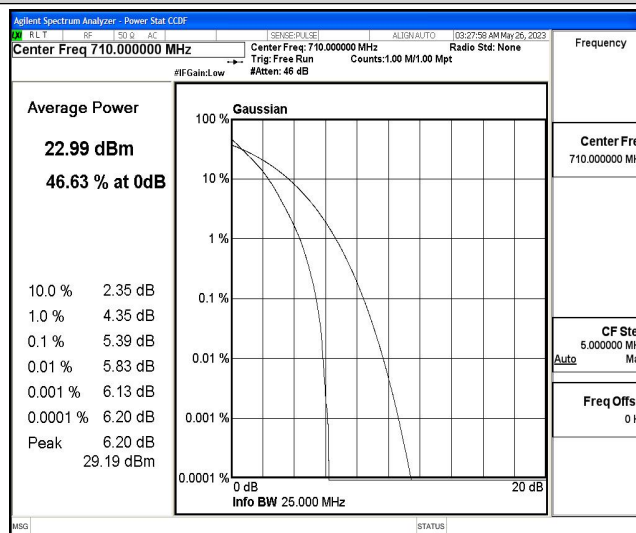 Agilent Spectrum Analyzer - Power Stat CCDF
LXI RLT RF 50 Ω AC SENSE:PULSE ALIGN AUTO 03:27:58 AM May 26, 2023
Center Freq 710.000000 MHz
Center Freq: 710.000000 MHz Radio Std: None
Trig: Free Run Counts:1.00 M/1.00 Mpt
#IFGain:Low #Atten: 46 dB
Average Power
22.99 dBm
46.63 % at 0dB
10.0 % 2.35 dB
1.0 % 4.35 dB
0.1 % 5.39 dB
0.01 % 5.83 dB
0.001 % 6.13 dB
0.0001 % 6.20 dB
Peak 6.20 dB
29.19 dBm
Gaussian
100 %
10 %
1 %
0.1 %
0.01 %
0.001 %
0.0001 %
0 dB 20 dB
Info BW 25.000 MHz
Frequency
Center Fre
710.000000 MH
CF Ste
5.000000 MH
Auto Ma
Freq Offs
0 H
MSG STATUS